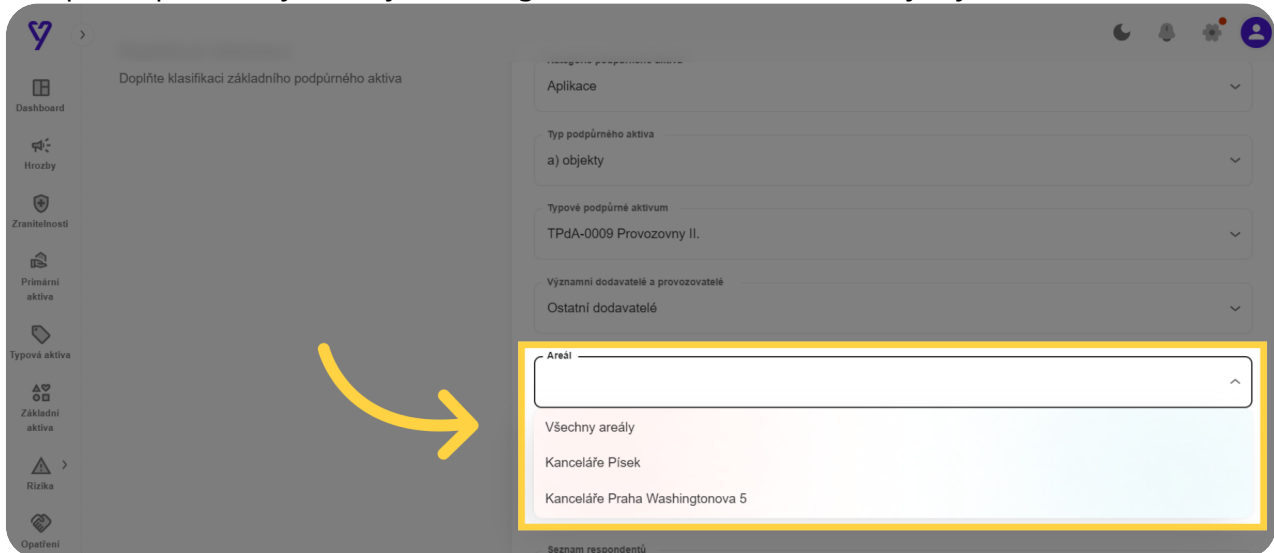 Doplňte klasifikaci základního podpůrného aktiva
Aplikace
Typ podpůrného aktiva
a) objekty
Typové podpůrné aktivum
TPdA-0009 Provozovny II.
Významní dodavatelé a provozovatelé
Ostatní dodavatelé
Areál
Všechny areály
Kanceláře Písek
Kanceláře Praha Washingtonova 5
Seznam respondentů
Dashboard
Hrozby
Zranitelnosti
Primární
aktiva
Typová aktiva
Základní
aktiva
Rizika
Opatření